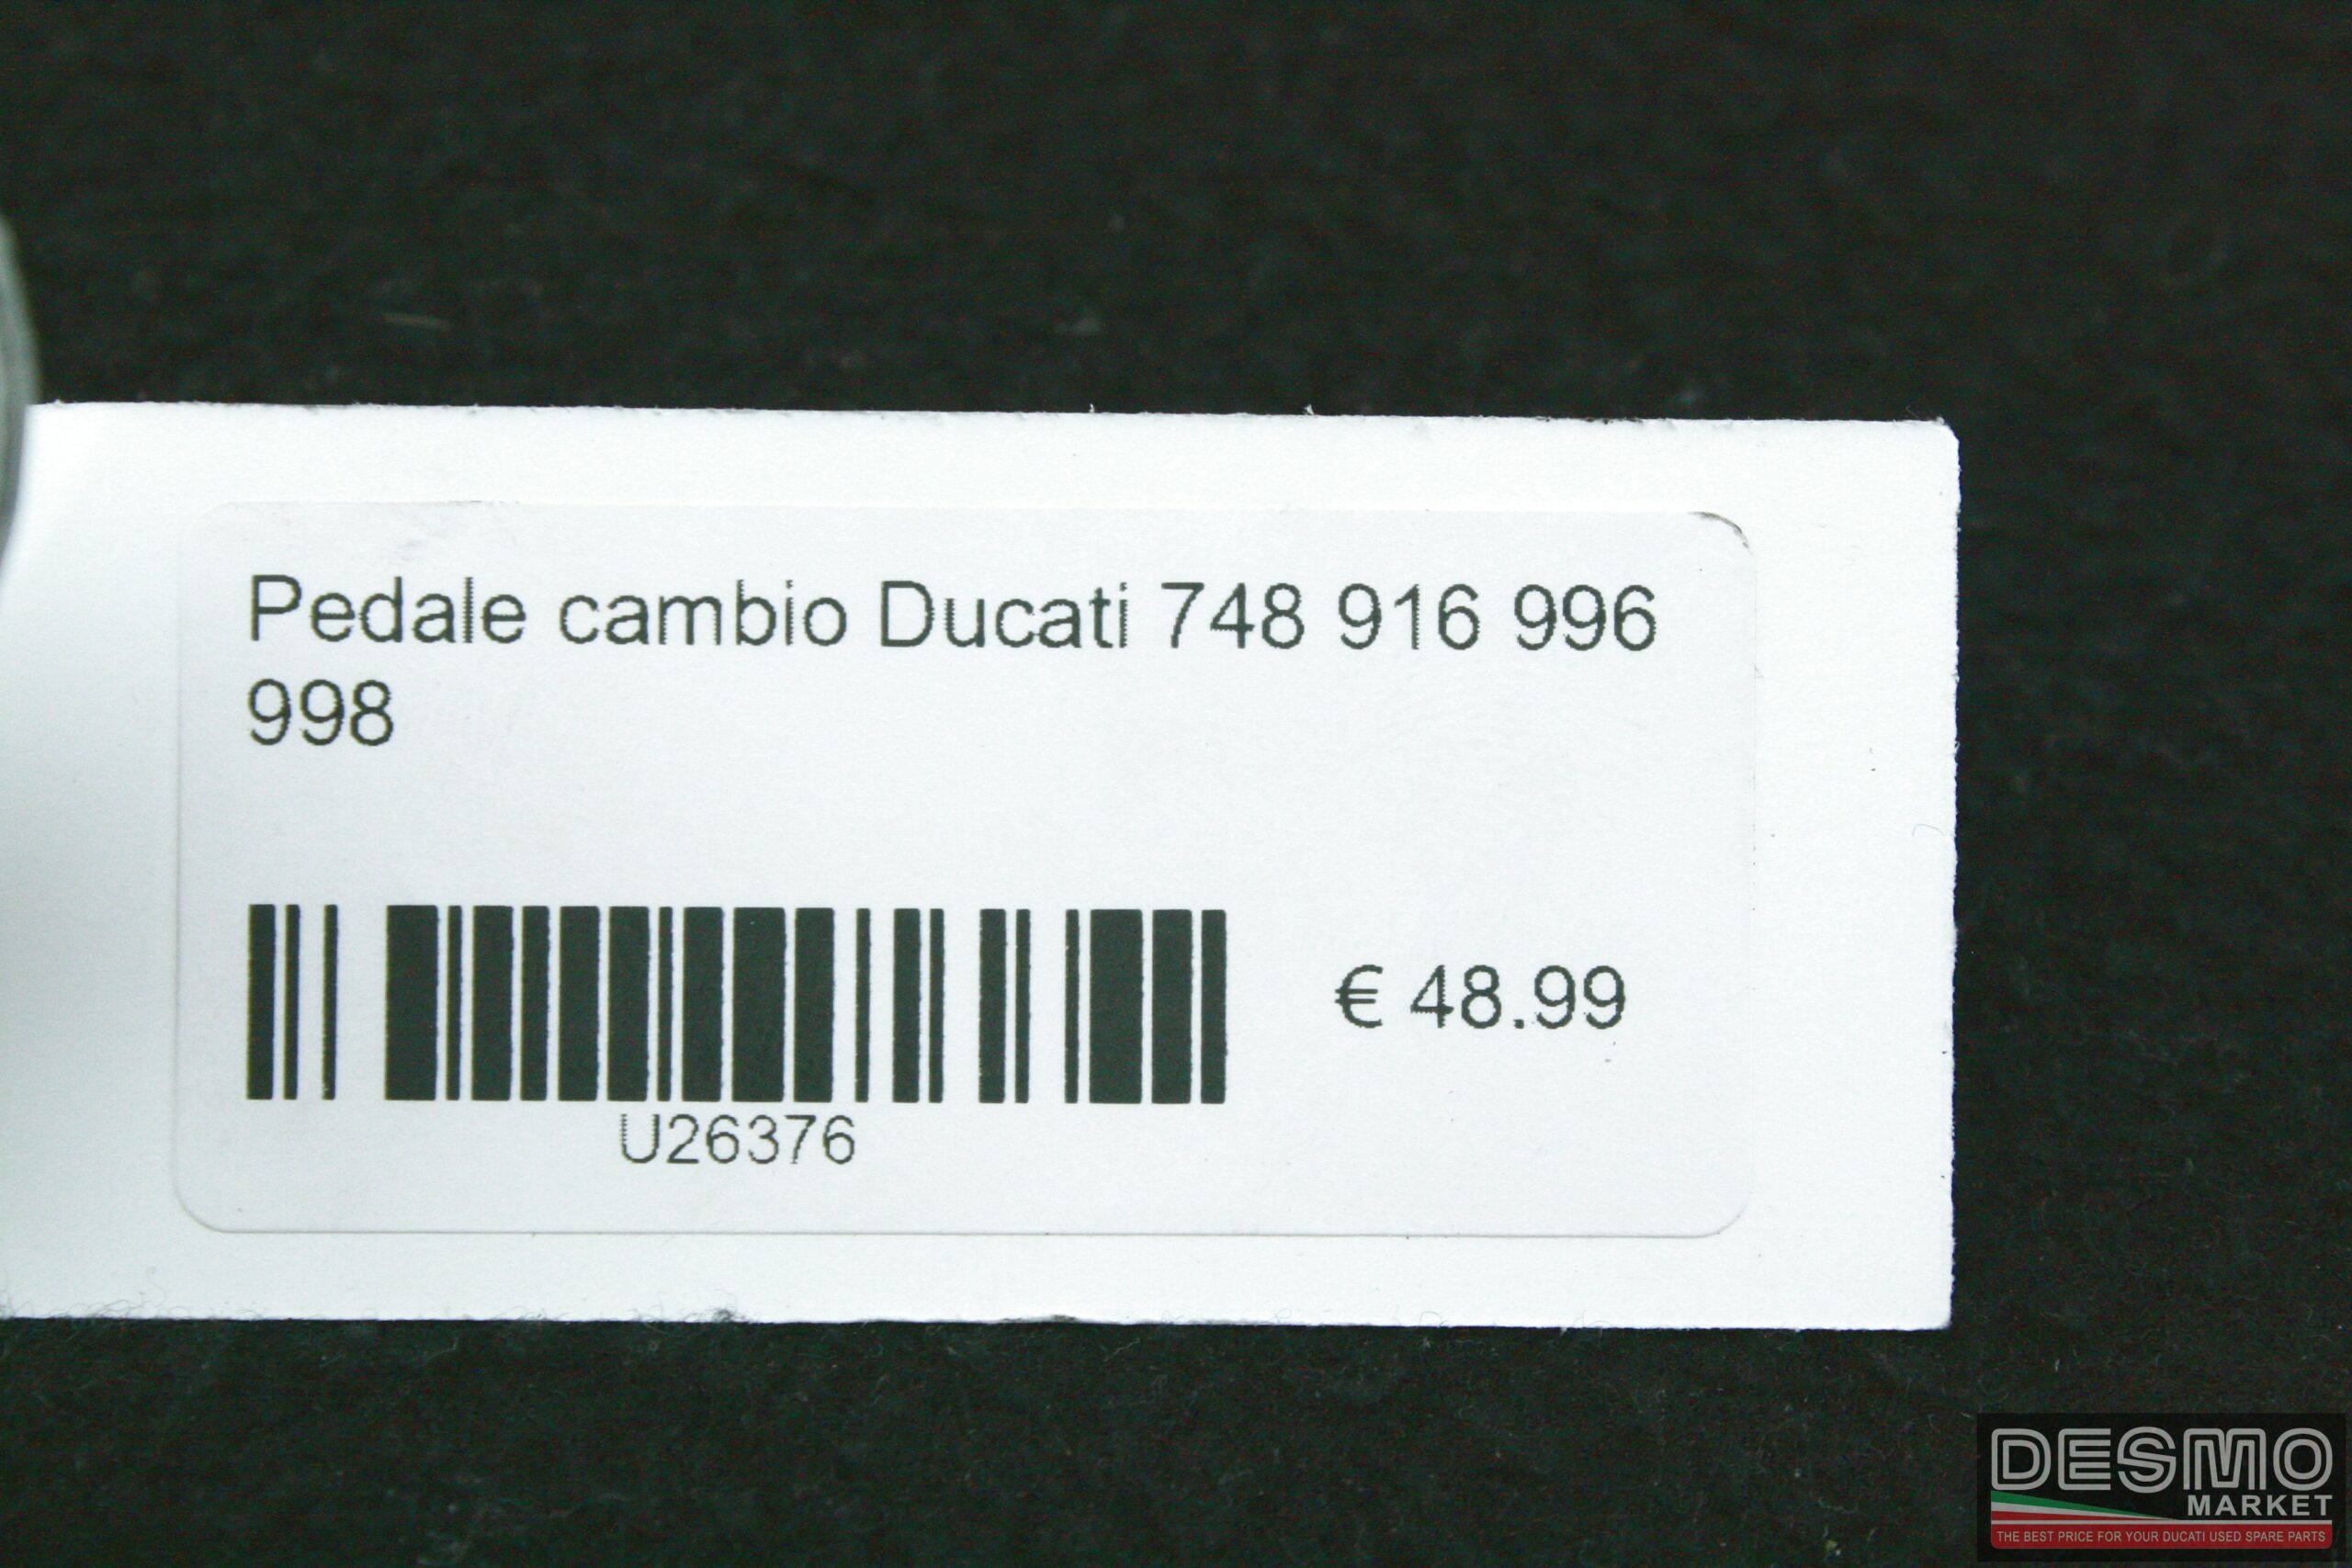 Pedale cambio Ducati 748 916 996
998
€ 48.99
U26376
DESMO
MARKET
THE BEST PRICE FOR YOUR DUCATI USED SPARE PARTS